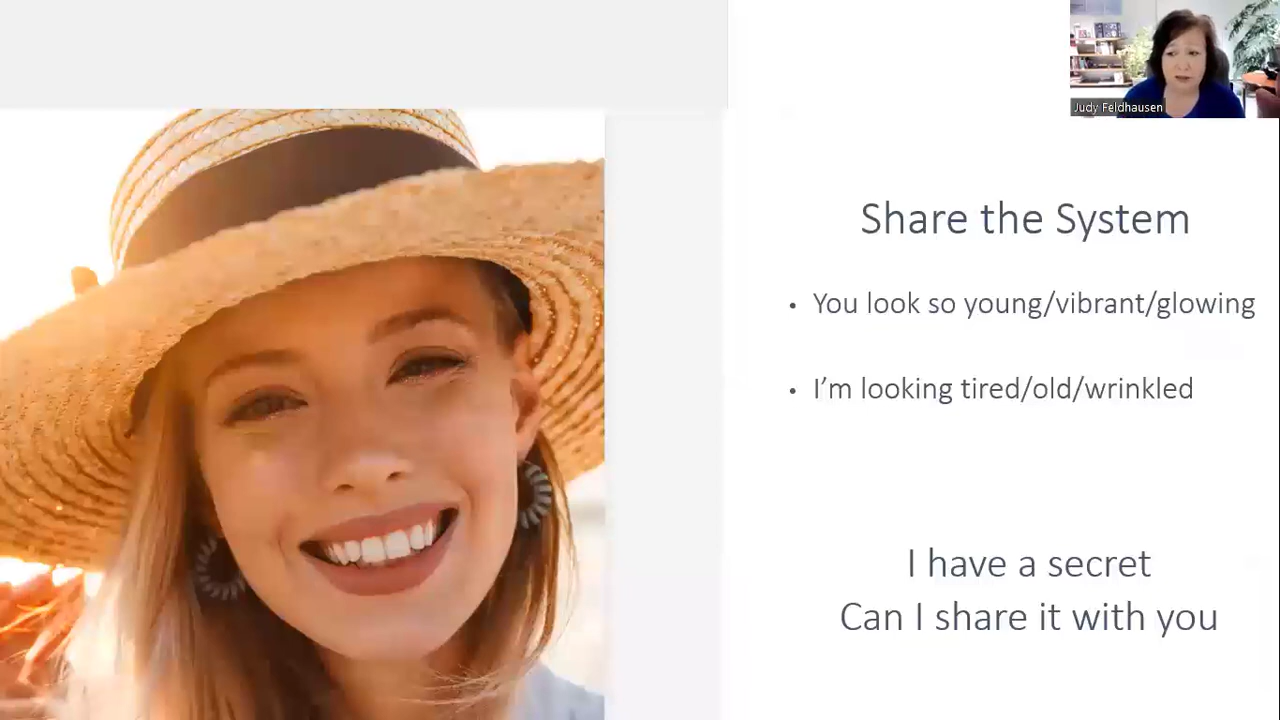 Judy Feldhausen
Share the System
• You look so young/vibrant/glowing
• I’m looking tired/old/wrinkled
I have a secret
Can I share it with you